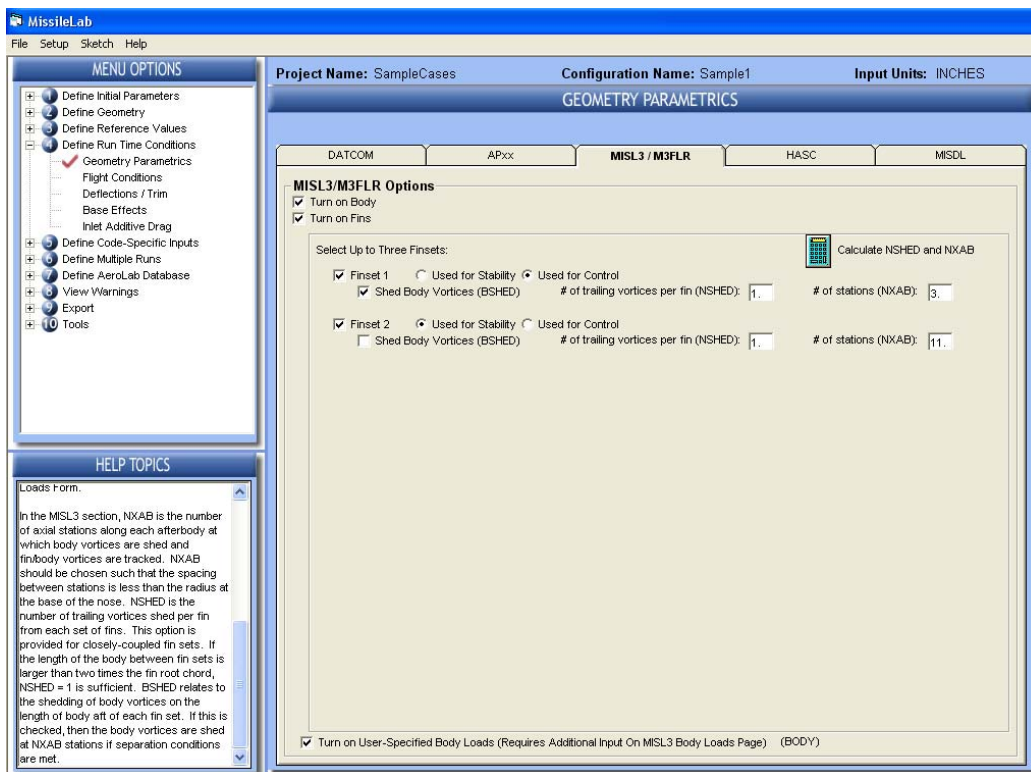 MissileLab
File Setup Sketch Help
MENU OPTIONS
1 Define Initial Parameters
2 Define Geometry
3 Define Reference Values
4 Define Run Time Conditions
Geometry Parametrics
Flight Conditions
Deflections / Trim
Base Effects
Inlet Additive Drag
5 Define Code-Specific Inputs
6 Define Multiple Runs
7 Define AeroLab Database
8 View Warnings
9 Export
10 Tools
HELP TOPICS
Loads Form.
In the MISL3 section, NXAB is the number
of axial stations along each afterbody at
which body vortices are shed and
fin/body vortices are tracked. NXAB
should be chosen such that the spacing
between stations is less than the radius at
the base of the nose. NSHED is the
number of trailing vortices shed per fin
from each set of fins. This option is
provided for closely-coupled fin sets. If
the length of the body between fin sets is
larger than two times the fin root chord,
NSHED = 1 is sufficient. BSHED relates to
the shedding of body vortices on the
length of body aft of each fin set. If this is
checked, then the body vortices are shed
at NXAB stations if separation conditions
are met.
Project Name: SampleCases Configuration Name: Sample1 Input Units: INCHES
GEOMETRY PARAMETRICS
DATCOM APxx MISL3 / M3FLR HASC MISDL
MISL3/M3FLR Options
Turn on Body
Turn on Fins
Select Up to Three Finsets: Calculate NSHED and NXAB
Finset 1 Used for Stability Used for Control
Shed Body Vortices (BSHED) # of trailing vortices per fin (NSHED): 1. # of stations (NXAB): 3.
Finset 2 Used for Stability Used for Control
Shed Body Vortices (BSHED) # of trailing vortices per fin (NSHED): 1. # of stations (NXAB): 11.
Turn on User-Specified Body Loads (Requires Additional Input On MISL3 Body Loads Page) (BODY)